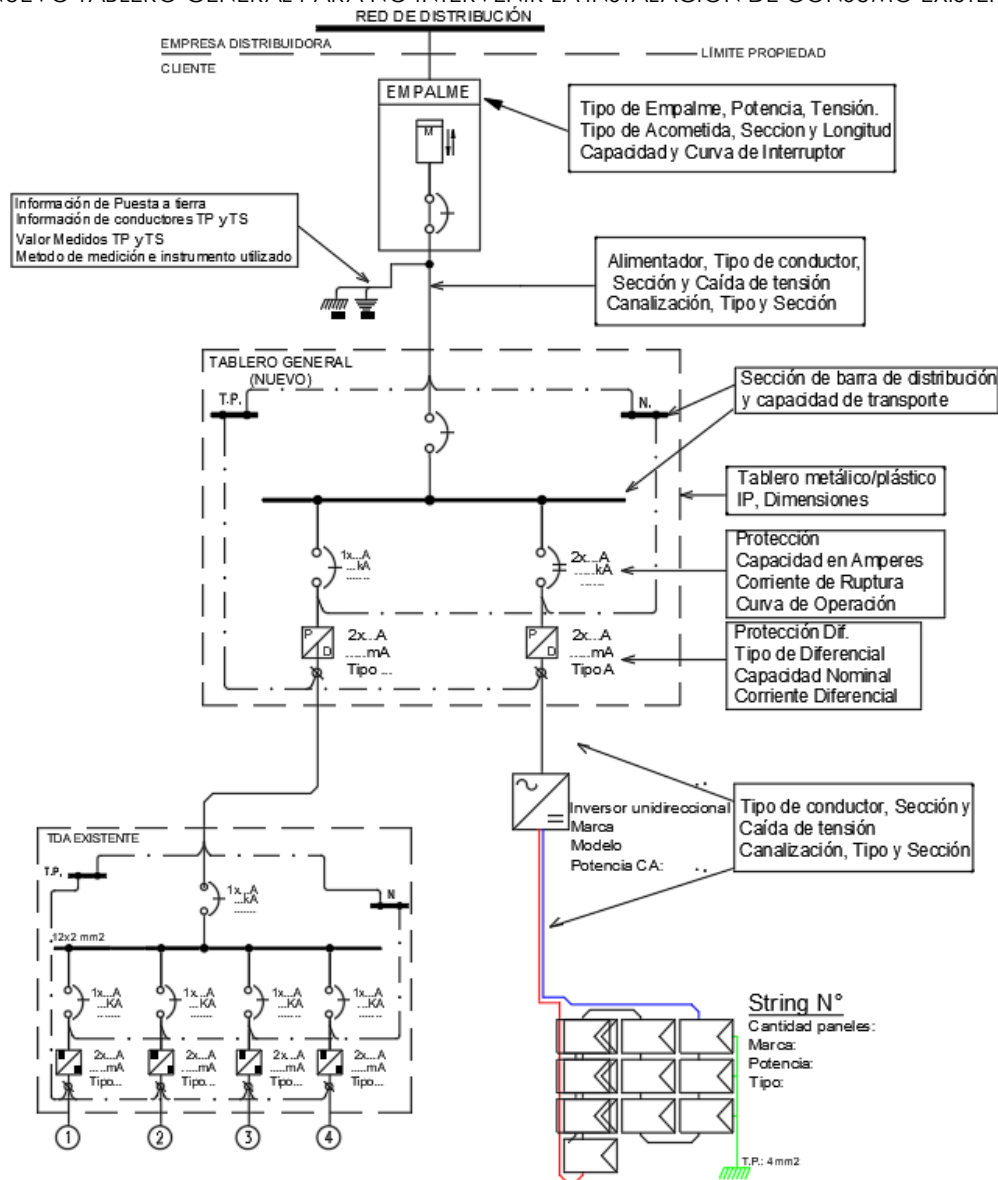 NUEVO TABLERO GENERAL PARA NO INTERVENIR LA INSTALACIÓN DE CONSUMO
RED DE DISTRIBUCIÓN
EMPRESA DISTRIBUIDORA
LÍMITE PROPIEDAD
CLIENTE
EMPALME
M
Tipo de Empalme, Potencia, Tensión.
Tipo de Acometida, Seccion y Longitud
Capacidad y Curva de Interruptor
Información de Puesta a tierra
Información de conductores TP y TS
Valor Medidos TP y TS
Metodo de medición e instrumento utilizado
Alimentador, Tipo de conductor,
Sección y Caída de tensión
Canalización, Tipo y Sección
TABLERO GENERAL
(NUEVO)
T.P.
N.
Sección de barra de distribución
y capacidad de transporte
Tablero metálico/plástico
IP, Dimensiones
1x...A
...kA
.......
2x...A
.....kA
......
Protección
Capacidad en Amperes
Corriente de Ruptura
Curva de Operación
P
D
2x...A
.....mA
Tipo ...
P
D
2x...A
.....mA
Tipo A
Protección Dif.
Tipo de Diferencial
Capacidad Nominal
Corriente Diferencial
Inversor unidireccional
Marca
Modelo
Potencia CA:
Tipo de conductor, Sección y
Caída de tensión
Canalización, Tipo y Sección
TDA EXISTENTE
T.P.
N
1x...A
...kA
.......
12x2 mm2
1x...A
...KA
.......
1x...A
...KA
.......
1x...A
...KA
.......
1x...A
...KA
.......
2x...A
.....mA
Tipo...
2x...A
.....mA
Tipo...
2x...A
.....mA
Tipo...
2x...A
.....mA
Tipo...
1
2
3
4
String N°
Cantidad paneles:
Marca:
Potencia:
Tipo:
T.P.: 4 mm2